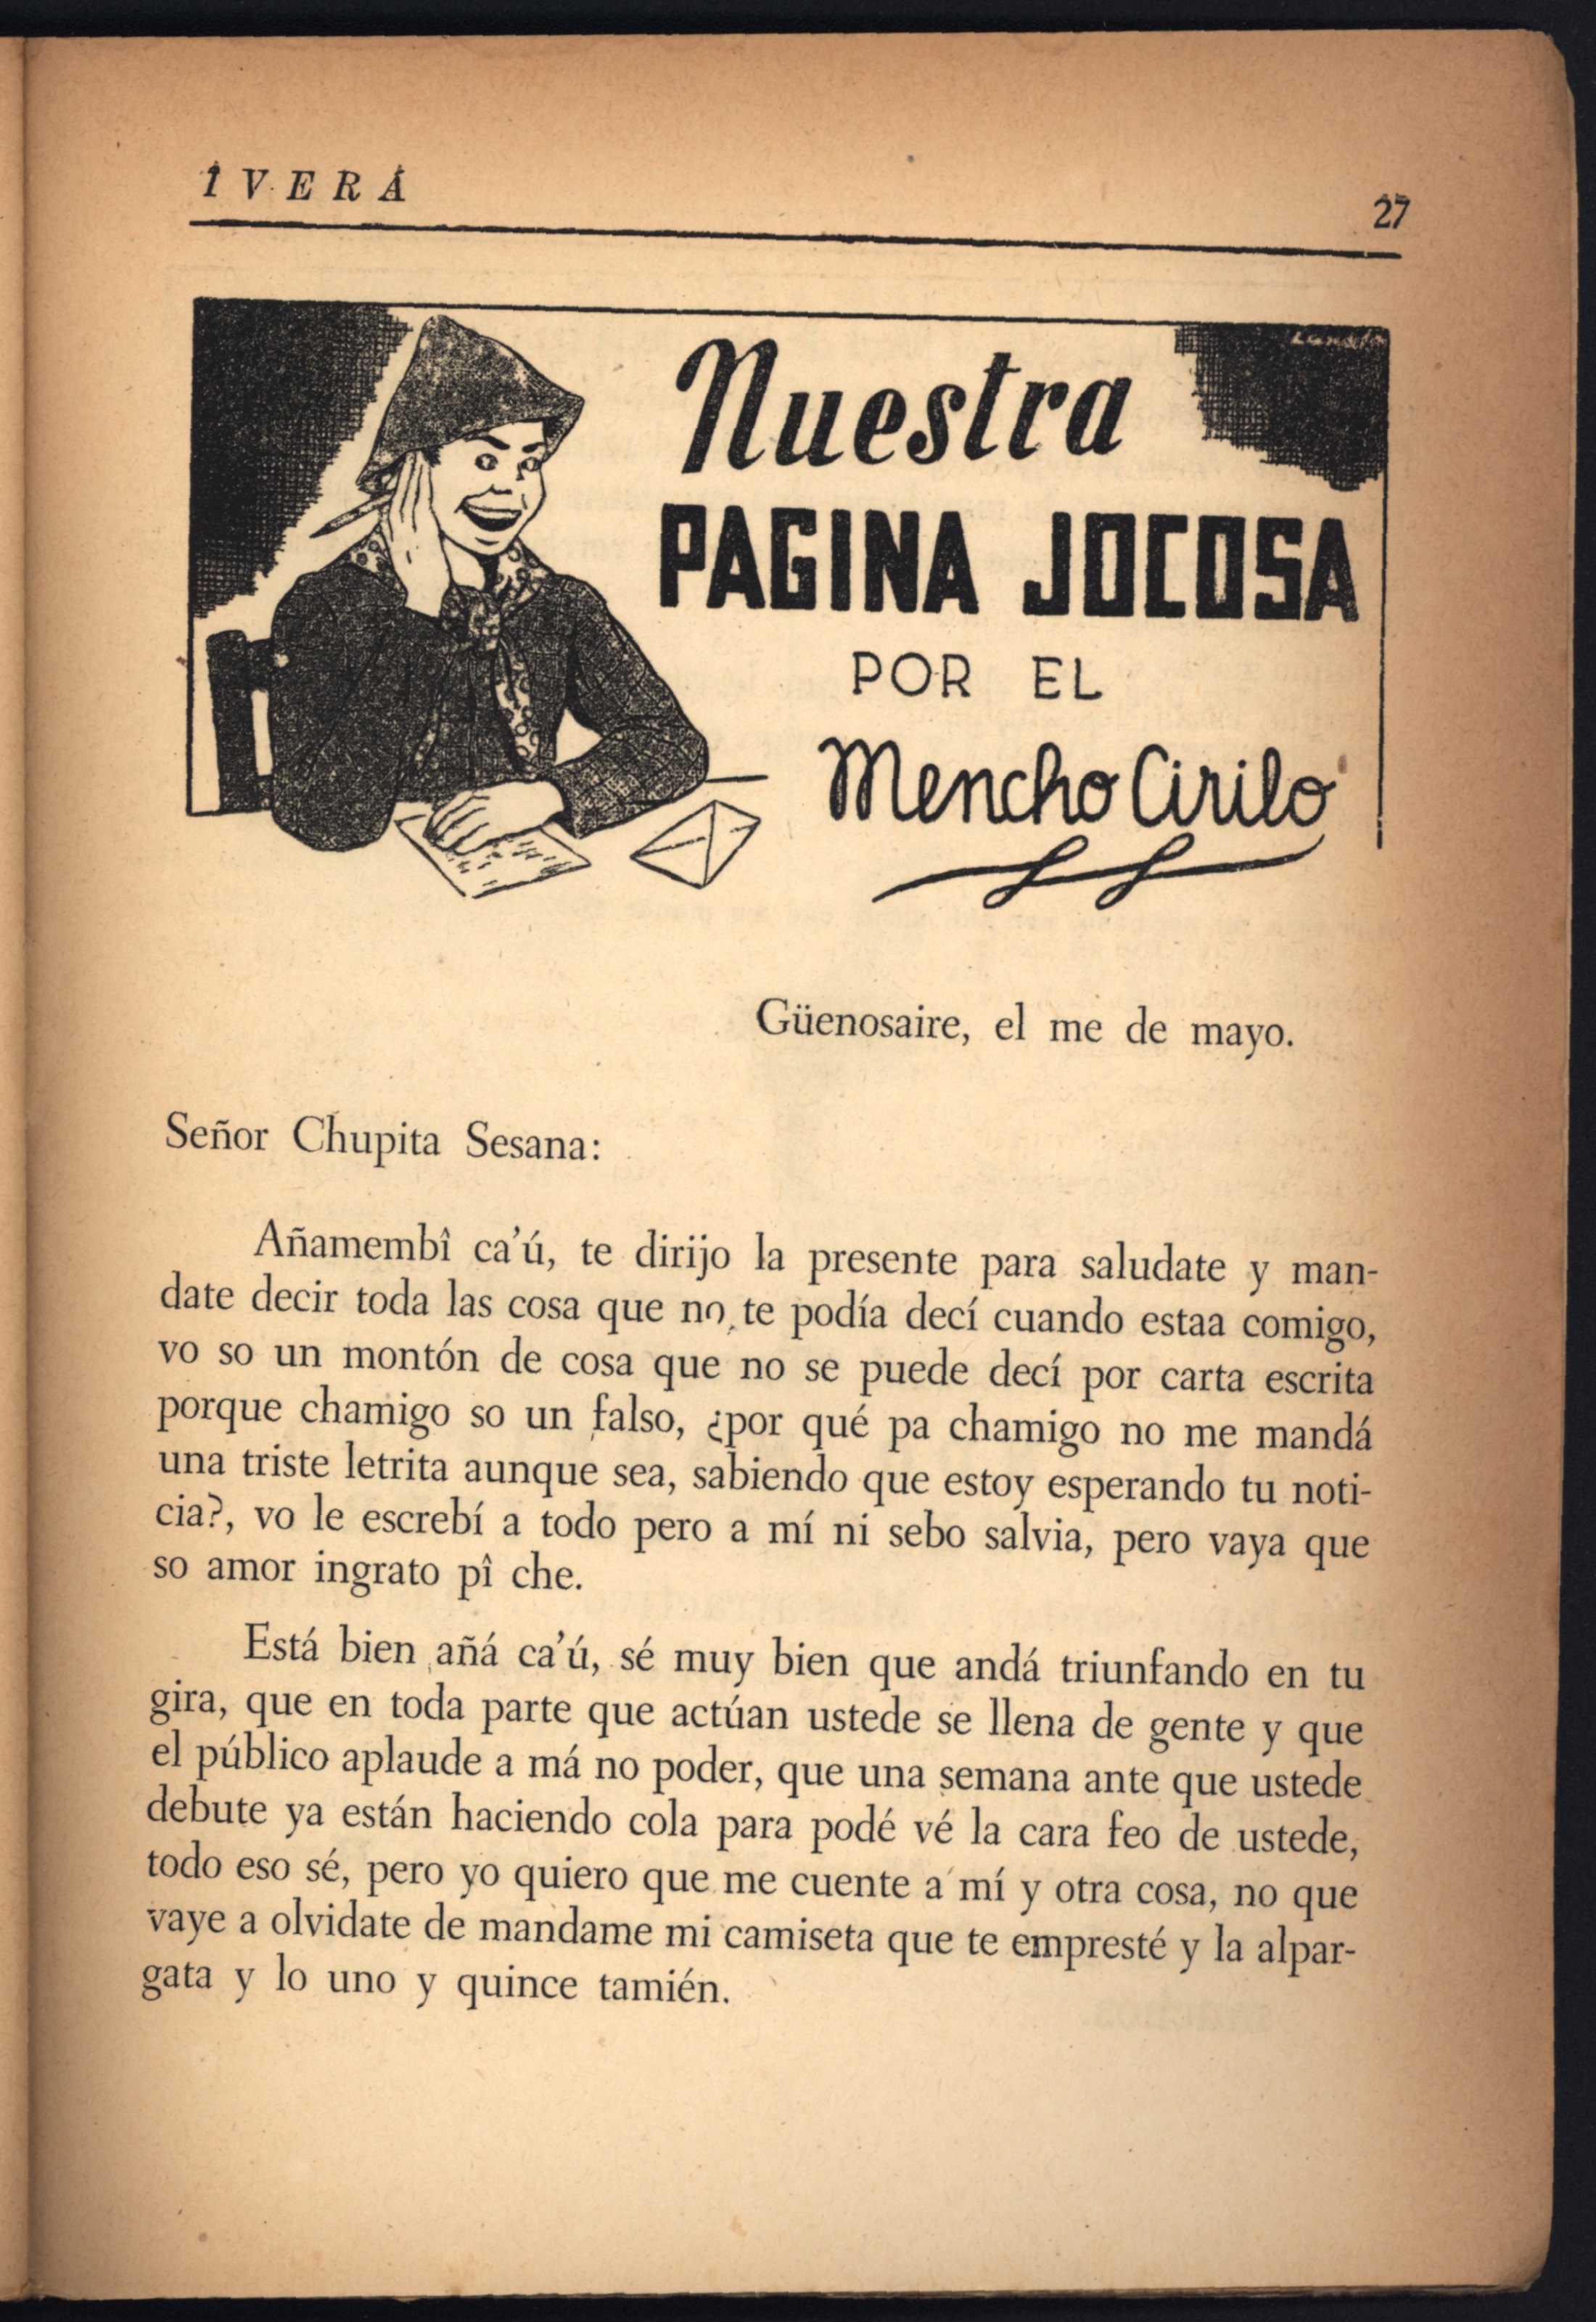 Î VERÁ
27
Nuestra
PAGINA JOCOSA
POR EL
Mencho Cirilo
Güenosaire, el me de mayo.
Señor Chupita Sesana:
Añamembî ca’ú, te dirijo la presente para saludate y man-
date decir toda las cosa que no te podía decí cuando estaa comigo,
vo so un montón de cosa que no se puede decí por carta escrita
porque chamigo so un falso, ¿por qué pa chamigo no me mandá
una triste letrita aunque sea, sabiendo que estoy esperando tu noti-
cia?, vo le escrebí a todo pero a mí ni sebo salvia, pero vaya que
so amor ingrato pî che.
Está bien añá ca’ú, sé muy bien que andá triunfando en tu
gira, que en toda parte que actúan ustede se llena de gente y que
el público aplaude a má no poder, que una semana ante que ustede
debute ya están haciendo cola para podé vé la cara feo de ustede,
todo eso sé, pero yo quiero que me cuente a mí y otra cosa, no que
vaye a olvidate de mandame mi camiseta que te empresté y la alpar-
gata y lo uno y quince tamién.